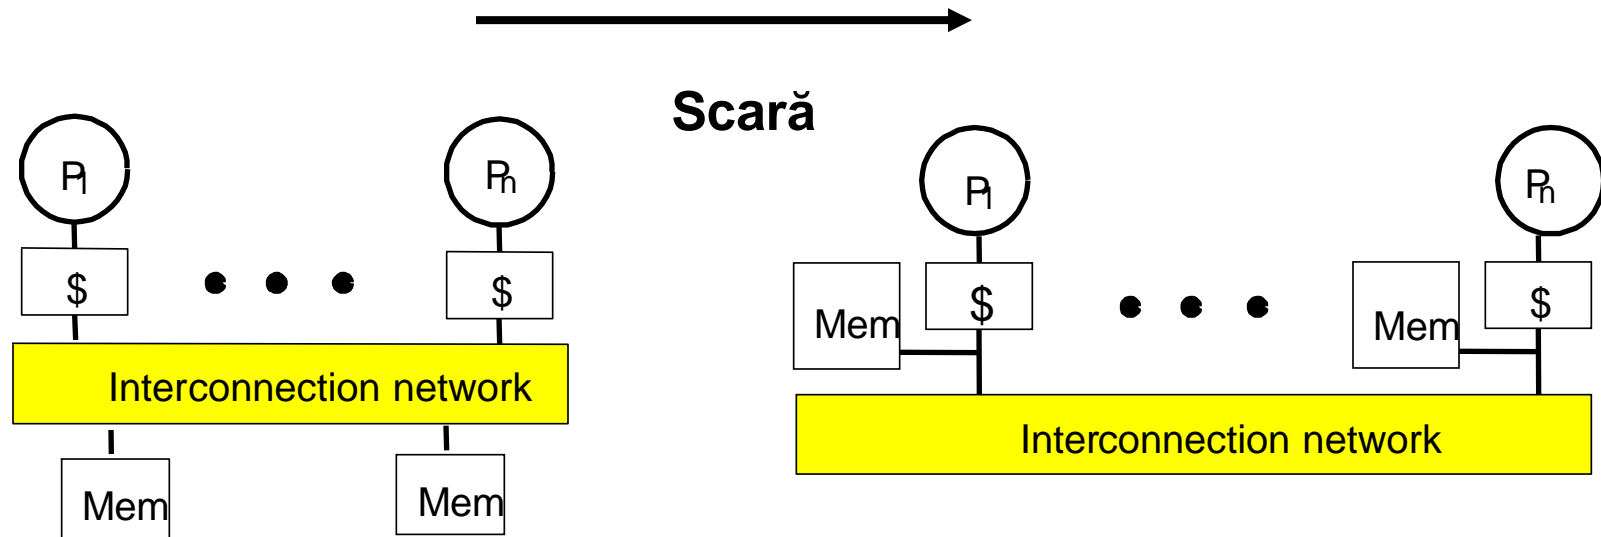 Scară
P1
Pn
$
$
Interconnection network
Mem
Mem
P1
Pn
Mem
$
Mem
$
Interconnection network